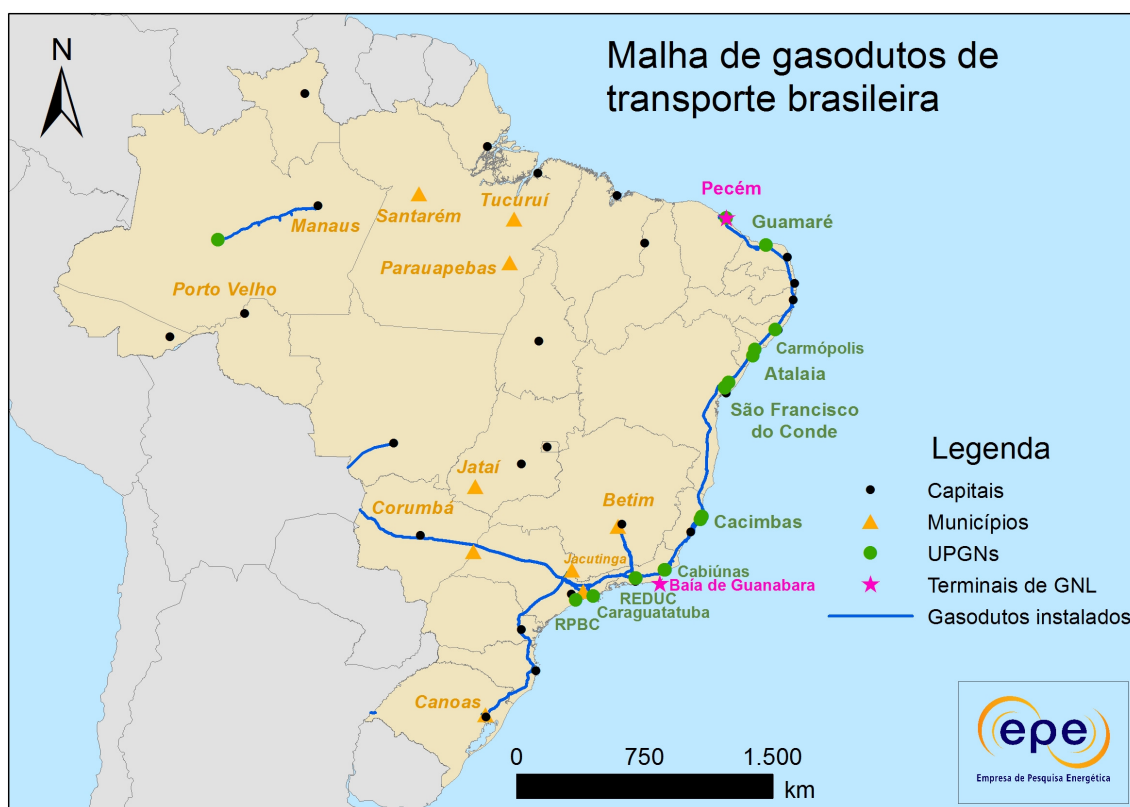 N
Malha de gasodutos de
transporte brasileira
Pecém
Tucuruí
Santarém
Guamaré
Manaus
Parauapebas
Porto Velho
Carmópolis
Atalaia
São Francisco
do Conde
Jataí
Corumbá
Betim
Cacimbas
Jacutinga
Cabiúnas
Baía de Guanabara
REDUC
Caraguatatuba
RPBC
Canoas
Legenda
Capitais
Municípios
UPGNs
Terminais de GNL
Gasodutos instalados
0 750 1.500
km
epe
Empresa de Pesquisa Energética